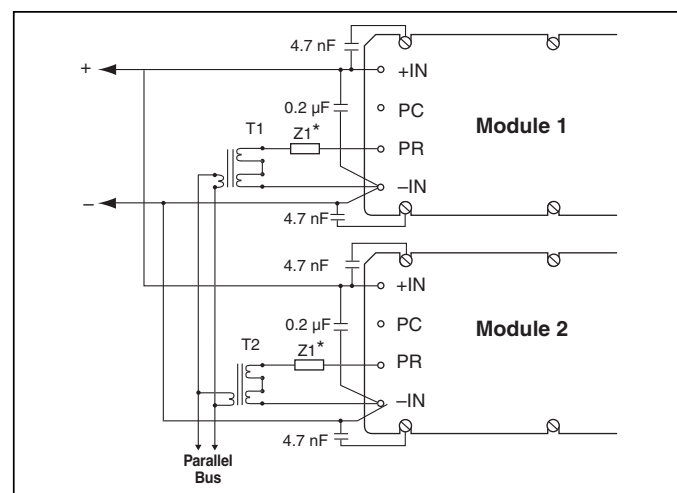 4.7 nF
+
+IN
0.2 µF
PC
Module 1
T1
Z1*
PR
–IN
–
4.7 nF
4.7 nF
+IN
0.2 µF
PC
Module 2
T2
Z1*
PR
–IN
4.7 nF
Parallel
Bus